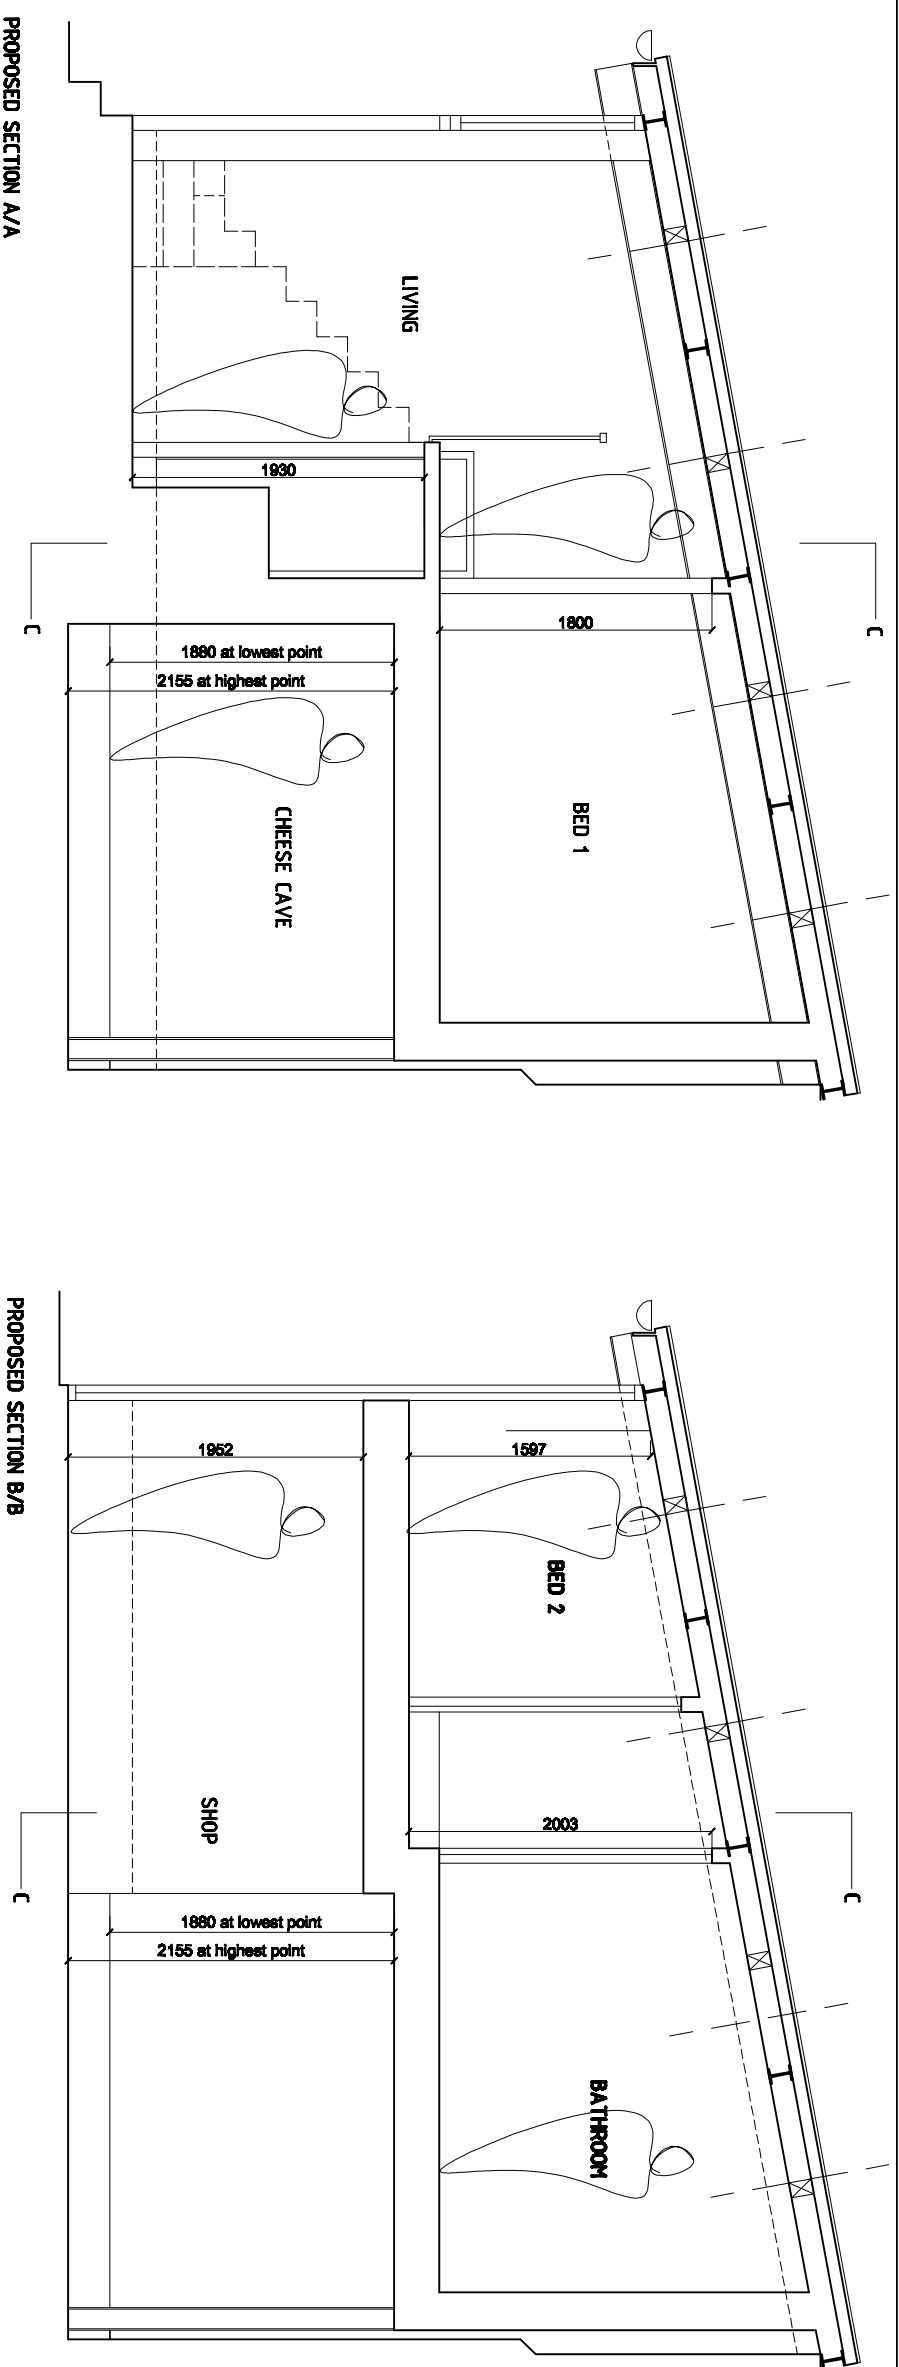 PROPOSED SECTION A/A
LIVING
1930
C
C
1800
1880 at lowest point
2155 at highest point
BED 1
CHEESE CAVE
PROPOSED SECTION B/B
1952
1597
BED 2
SHOP
2003
C
C
1880 at lowest point
2155 at highest point
BATHROOM